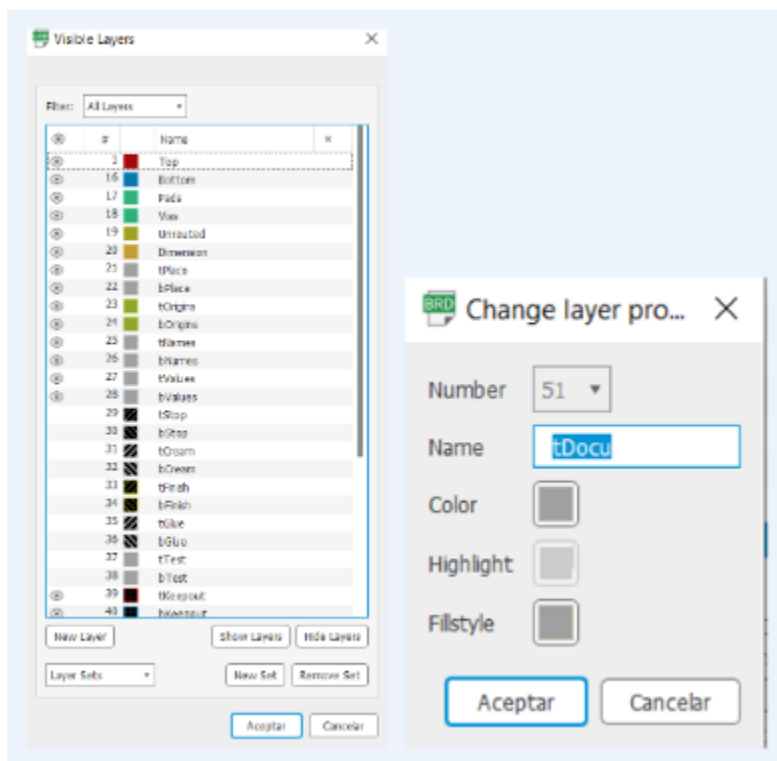 Visible Layers
Filter: All Layers
# Name
1 Top
16 Bottom
17 Pads
18 Vias
19 Unrouted
20 Dimension
21 tPlace
22 bPlace
23 tOrigins
24 bOrigins
25 tNames
26 bNames
27 tValues
28 bValues
29 tStop
30 bStop
31 tCream
32 bCream
33 tFinish
34 bFinish
35 tGlue
36 bGlue
37 tTest
38 bTest
39 tKeepout
40 bKeepout
New Layer Show Layers Hide Layers
Layer Sets New Set Remove Set
Aceptar Cancelar
BRD Change layer pro...
Number 51
Name tDocu
Color
Highlight
Fillstyle
Aceptar Cancelar